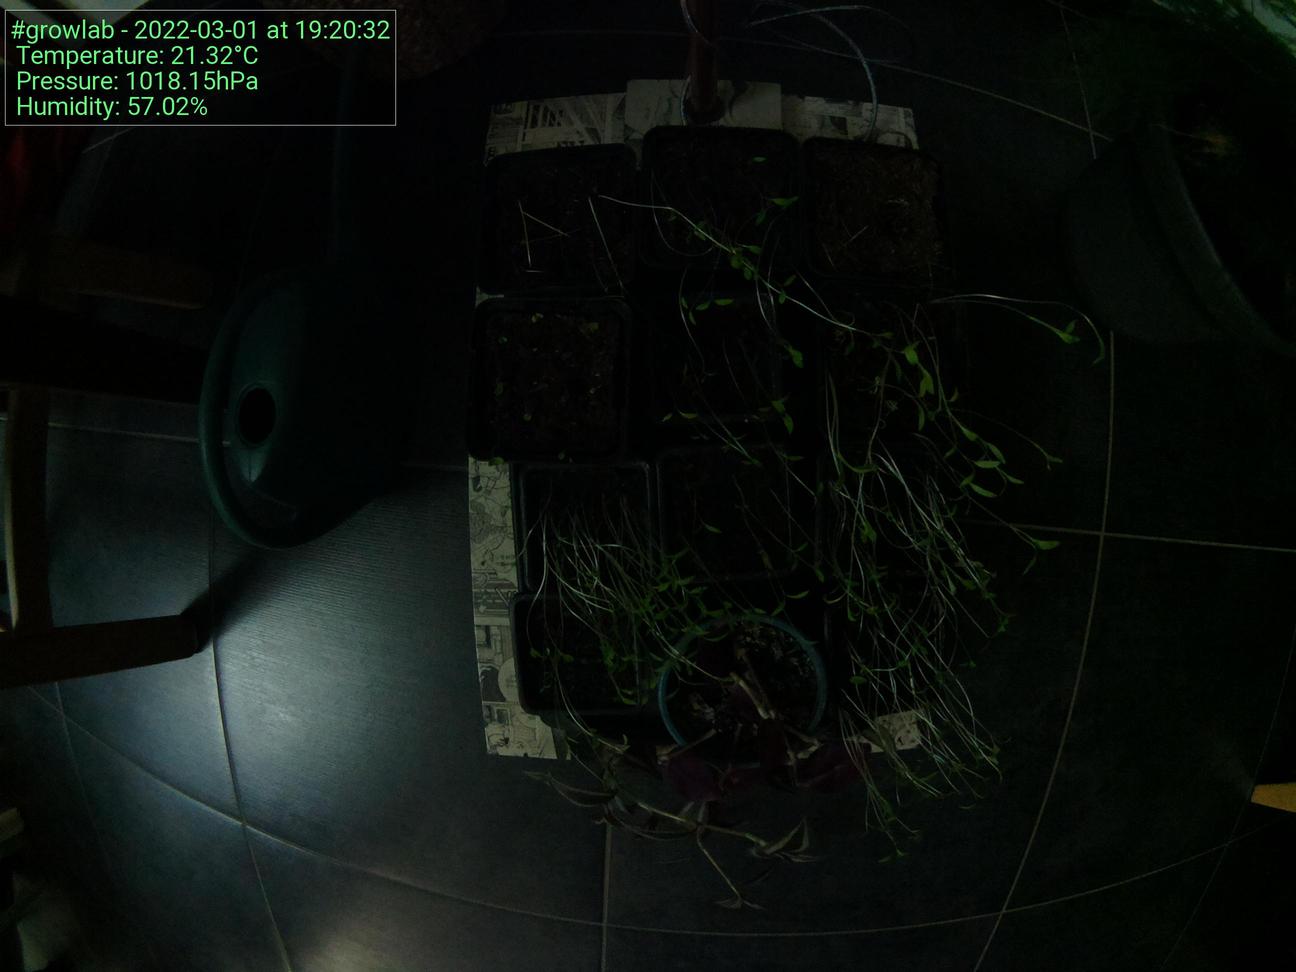 #growlab - 2022-03-01 at 19:20:32
Temperature: 21.32°C
Pressure: 1018.15hPa
Humidity: 57.02%